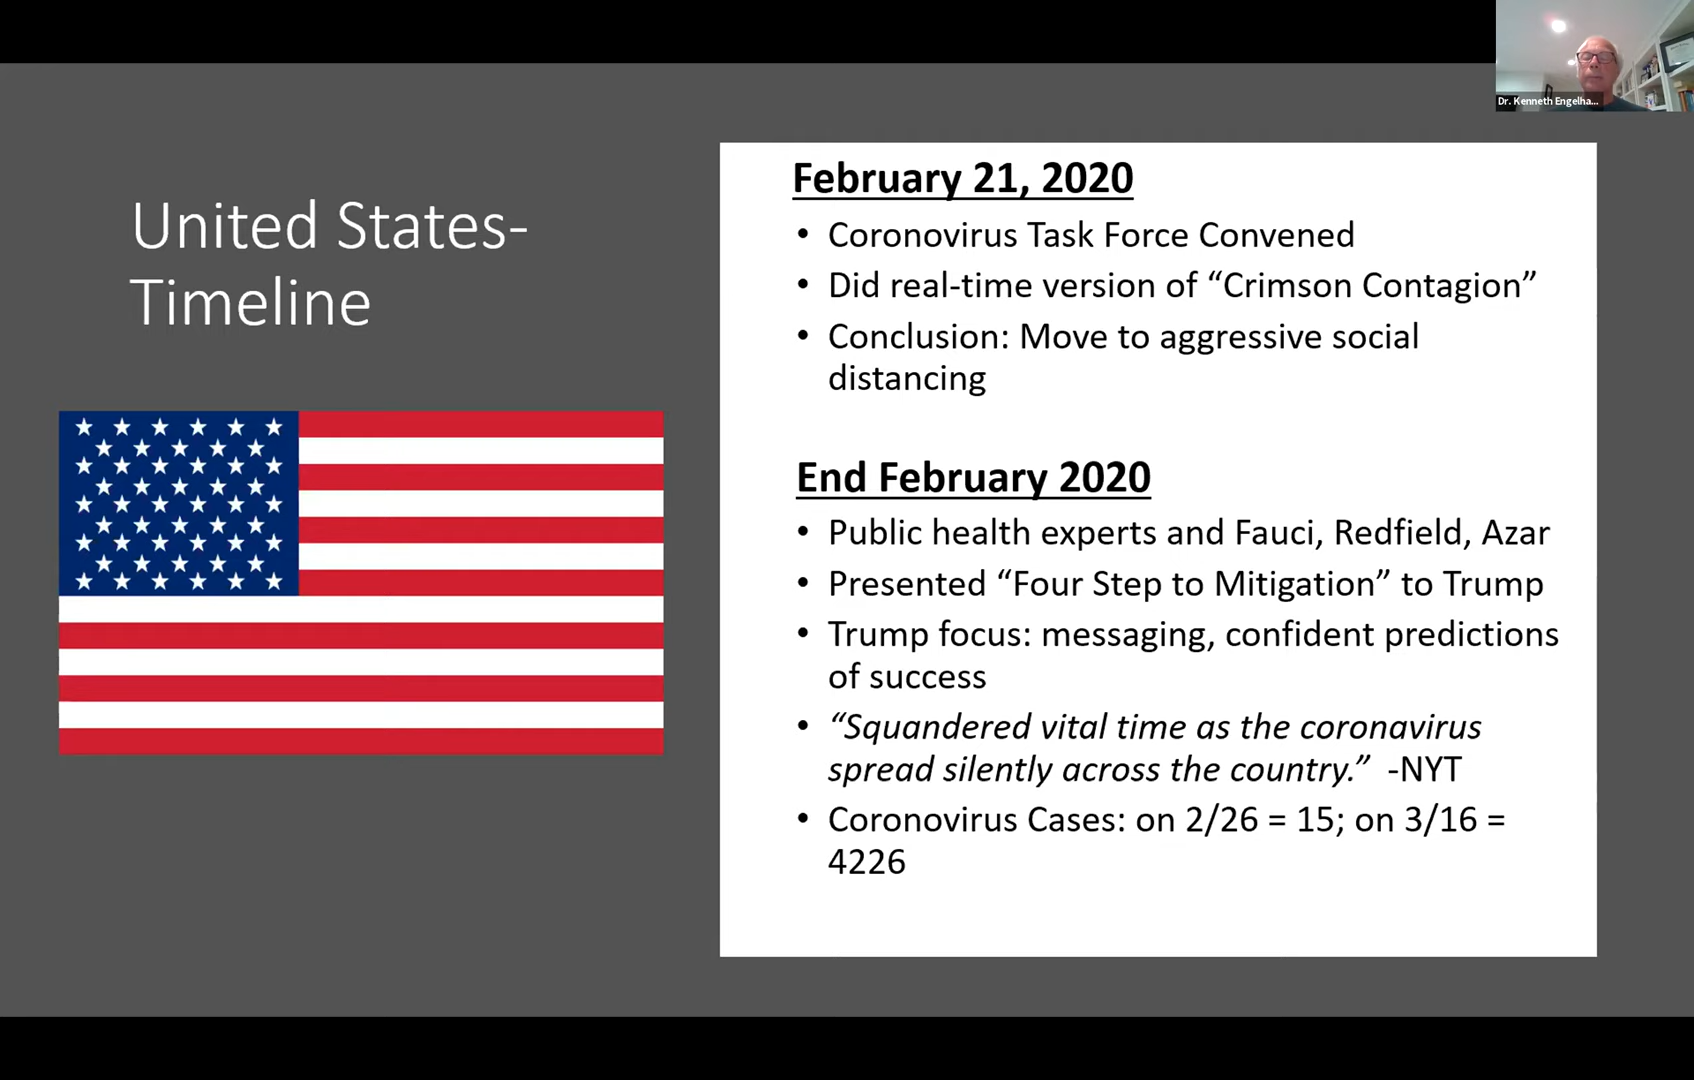 Dr. Kenneth Engelha...
United States-
Timeline
February 21, 2020
• Coronovirus Task Force Convened
• Did real-time version of “Crimson Contagion”
• Conclusion: Move to aggressive social
distancing
End February 2020
• Public health experts and Fauci, Redfield, Azar
• Presented “Four Step to Mitigation” to Trump
• Trump focus: messaging, confident predictions
of success
• “Squandered vital time as the coronavirus
spread silently across the country.” -NYT
• Coronovirus Cases: on 2/26 = 15; on 3/16 =
4226